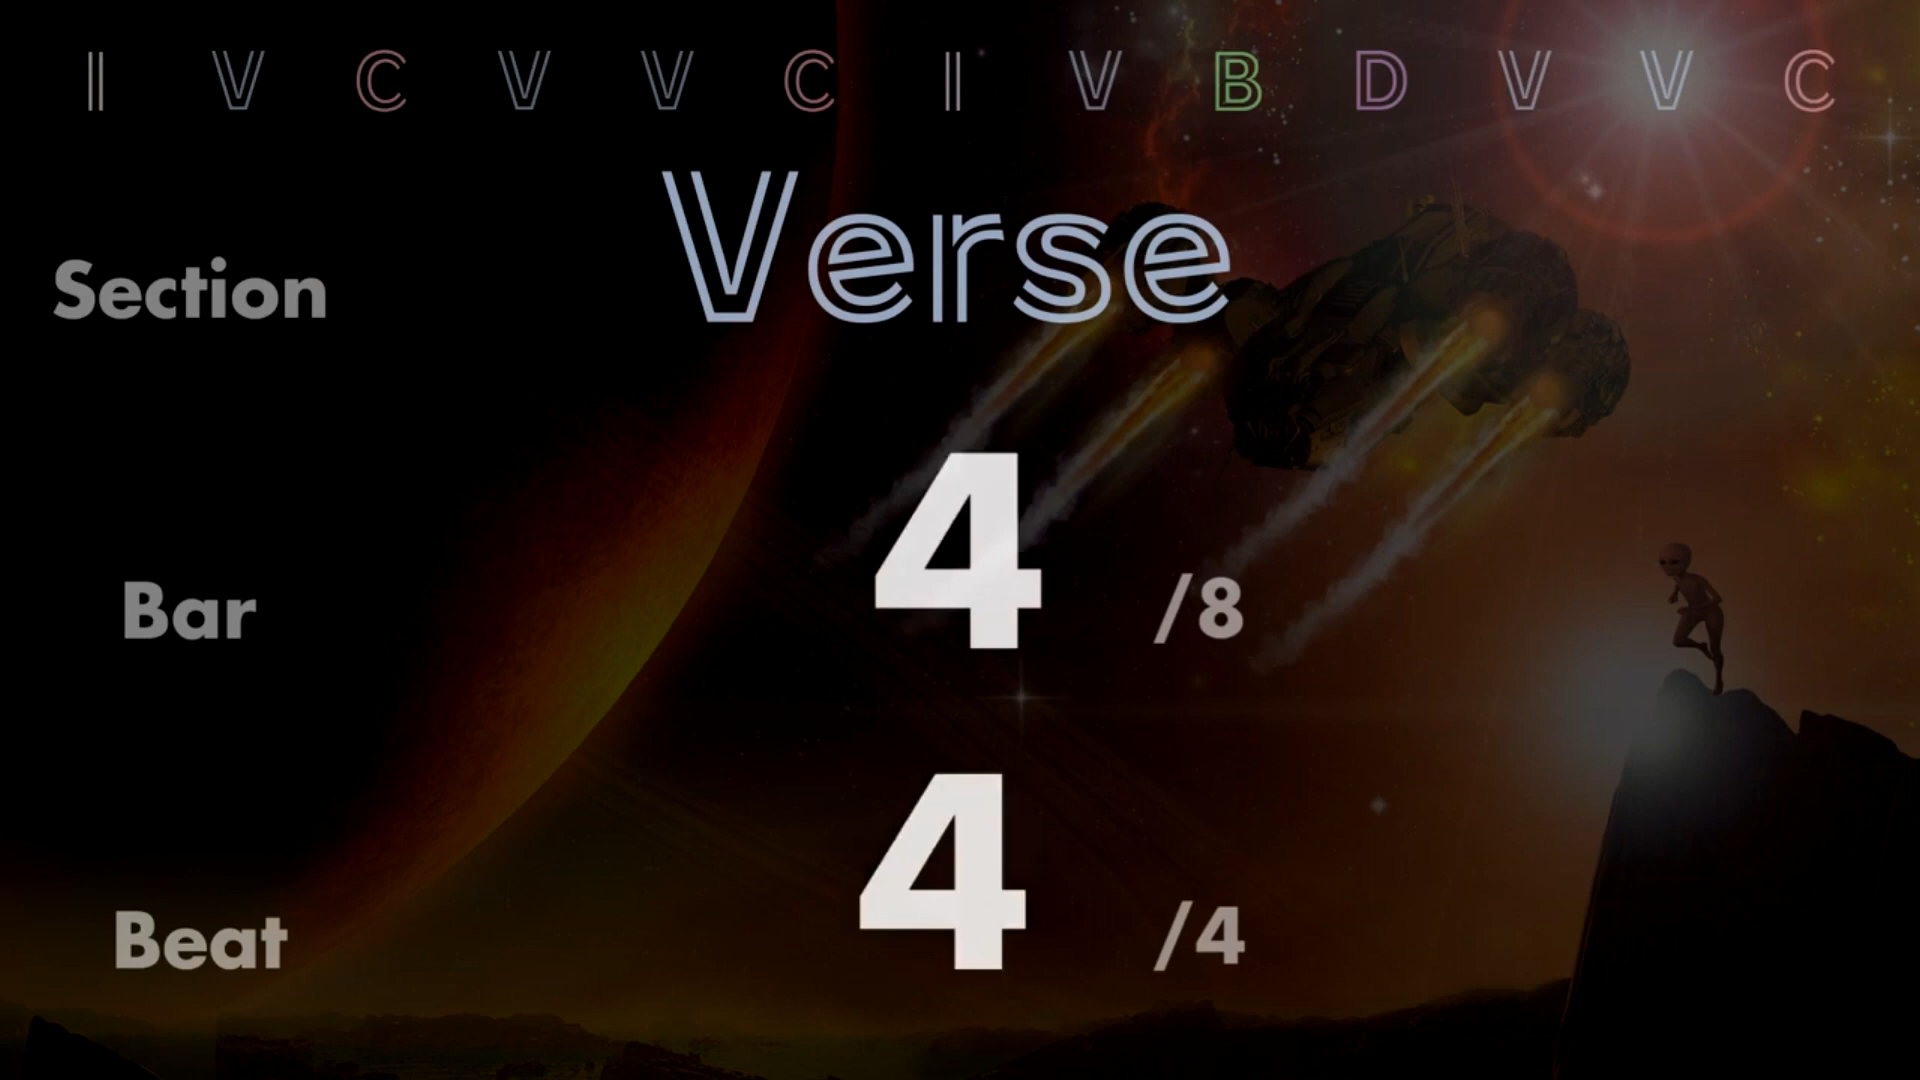 I V C V V C I V B D V V C
Verse
Section
4 /8
Bar
4 /4
Beat